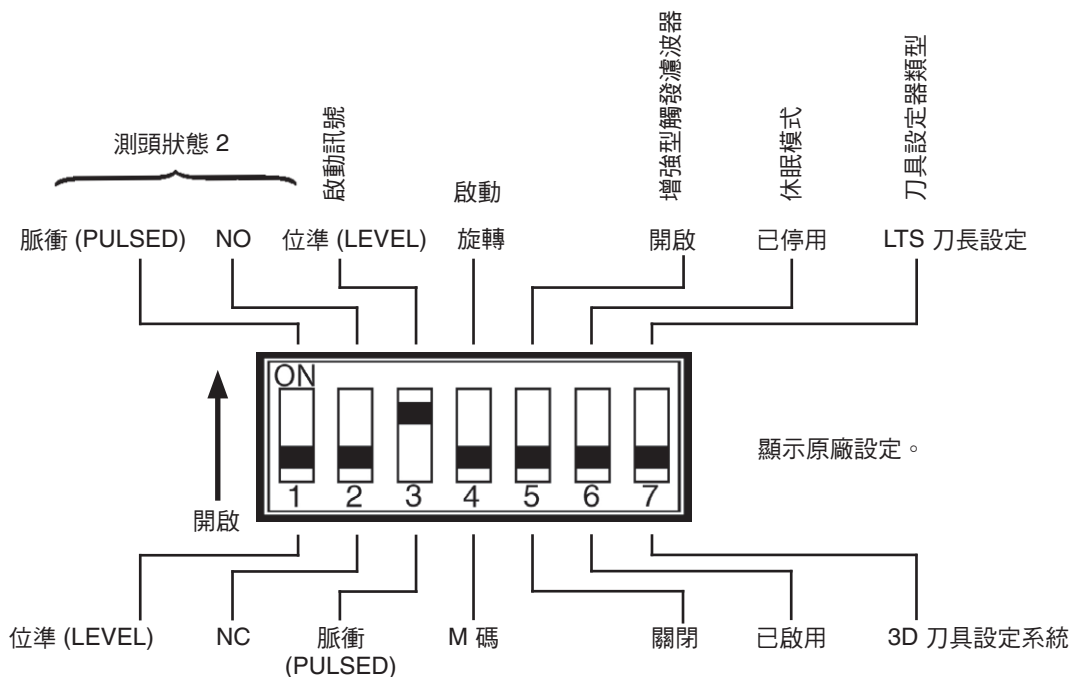 測頭狀態 2
啟動訊號
啟動
增強型觸發濾波器
休眠模式
刀具設定器類型
脈衝 (PULSED)
NO
位準 (LEVEL)
旋轉
開啟
已停用
LTS 刀長設定
ON
1 2 3 4 5 6 7
開啟
顯示原廠設定。
位準 (LEVEL)
NC
脈衝
(PULSED)
M 碼
關閉
已啟用
3D 刀具設定系統